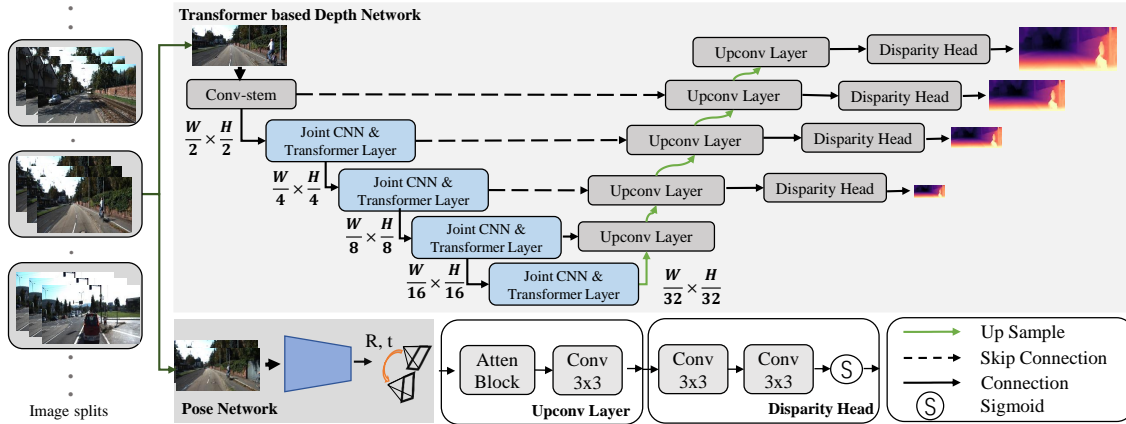 Transformer based Depth Network
Upconv Layer
Disparity Head
Conv-stem
Upconv Layer
Disparity Head
W/2 × H/2
Joint CNN &
Transformer Layer
Upconv Layer
Disparity Head
W/4 × H/4
Joint CNN &
Transformer Layer
Upconv Layer
Disparity Head
W/8 × H/8
Joint CNN &
Transformer Layer
Upconv Layer
W/16 × H/16
Joint CNN &
Transformer Layer
W/32 × H/32
Image splits
R, t
Pose Network
Atten
Block
Conv
3x3
Upconv Layer
Conv
3x3
Conv
3x3
S
Disparity Head
Up Sample
Skip Connection
Connection
S
Sigmoid